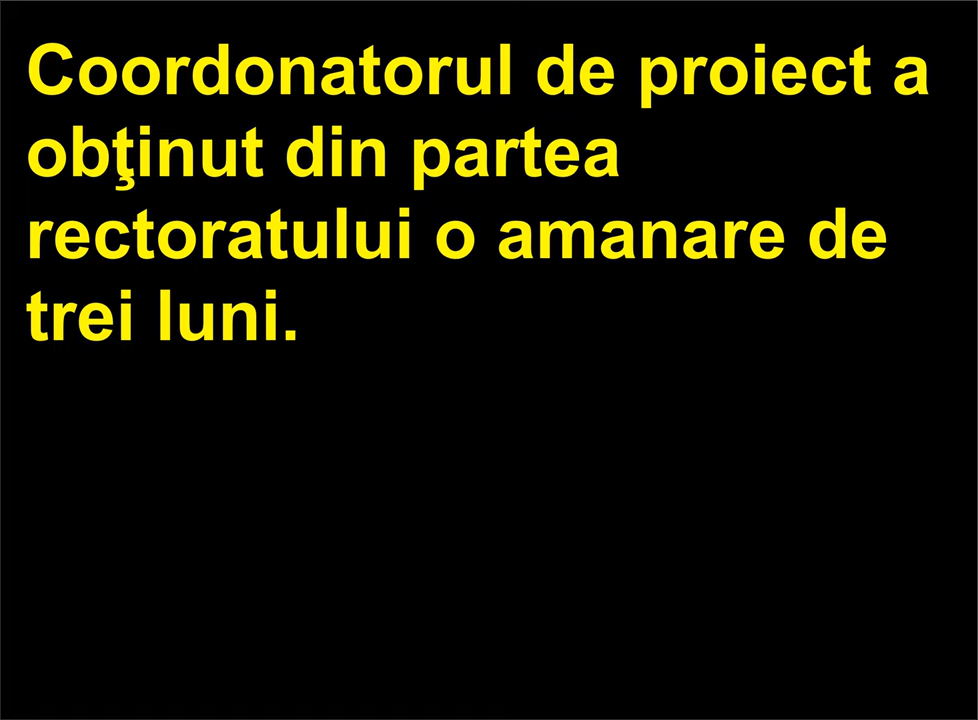 Coordonatorul de proiect a
obţinut din partea
rectoratului o amanare de
trei luni.